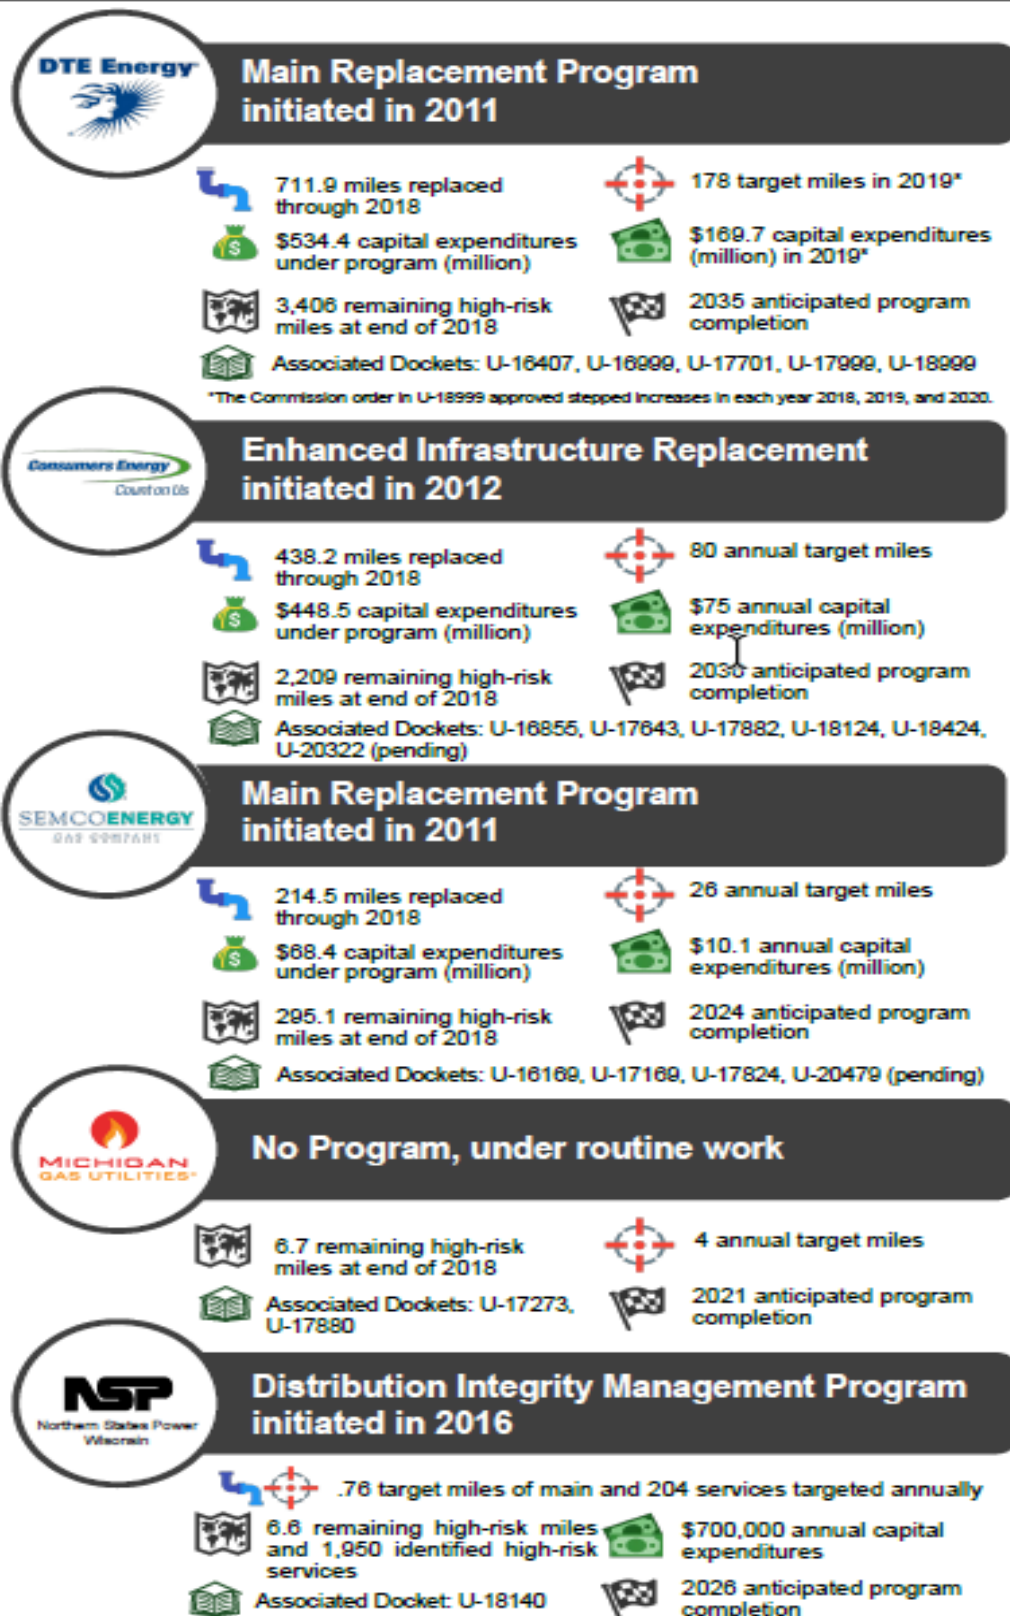 DTE Energy
Main Replacement Program
initiated in 2011
711.9 miles replaced
through 2018
178 target miles in 2019*
$534.4 capital expenditures
under program (million)
$169.7 capital expenditures
(million) in 2019*
3,406 remaining high-risk
miles at end of 2018
2035 anticipated program
completion
Associated Dockets: U-16407, U-16999, U-17701, U-17999, U-18999
*The Commission order in U-18999 approved stepped increases in each year 2018, 2019, and 2020.
Consumers Energy
Count on Us
Enhanced Infrastructure Replacement
initiated in 2012
438.2 miles replaced
through 2018
80 annual target miles
$448.5 capital expenditures
under program (million)
$75 annual capital
expenditures (million)
2,209 remaining high-risk
miles at end of 2018
anticipated program
completion
Associated Dockets: U-16855, U-17643, U-17882, U-18124, U-18424,
U-20322 (pending)
SEMCOENERGY
GAS COMPANY
Main Replacement Program
initiated in 2011
214.5 miles replaced
through 2018
26 annual target miles
$68.4 capital expenditures
under program (million)
$10.1 annual capital
expenditures (million)
295.1 remaining high-risk
miles at end of 2018
2024 anticipated program
completion
Associated Dockets: U-16169, U-17169, U-17824, U-20479 (pending)
MICHIGAN
GAS UTILITIES
No Program, under routine work
6.7 remaining high-risk
miles at end of 2018
4 annual target miles
Associated Dockets: U-17273,
U-17880
2021 anticipated program
completion
NSP
Northern States Power
Wisconsin
Distribution Integrity Management Program
initiated in 2016
.76 target miles of main and 204 services targeted annually
6.6 remaining high-risk miles
and 1,950 identified high-risk
services
$700,000 annual capital
expenditures
Associated Docket: U-18140
2026 anticipated program
completion